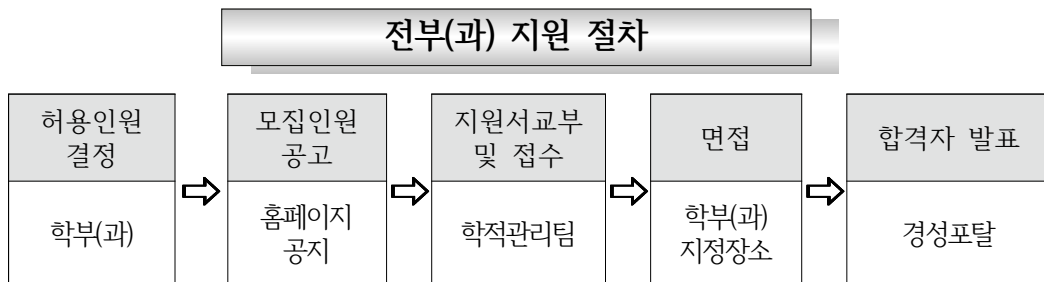 전부(과) 지원 절차
허용인원
결정
학부(과)
모집인원
공고
홈페이지
공지
지원서교부
및 접수
학적관리팀
면접
학부(과)
지정장소
합격자 발표
경성포탈